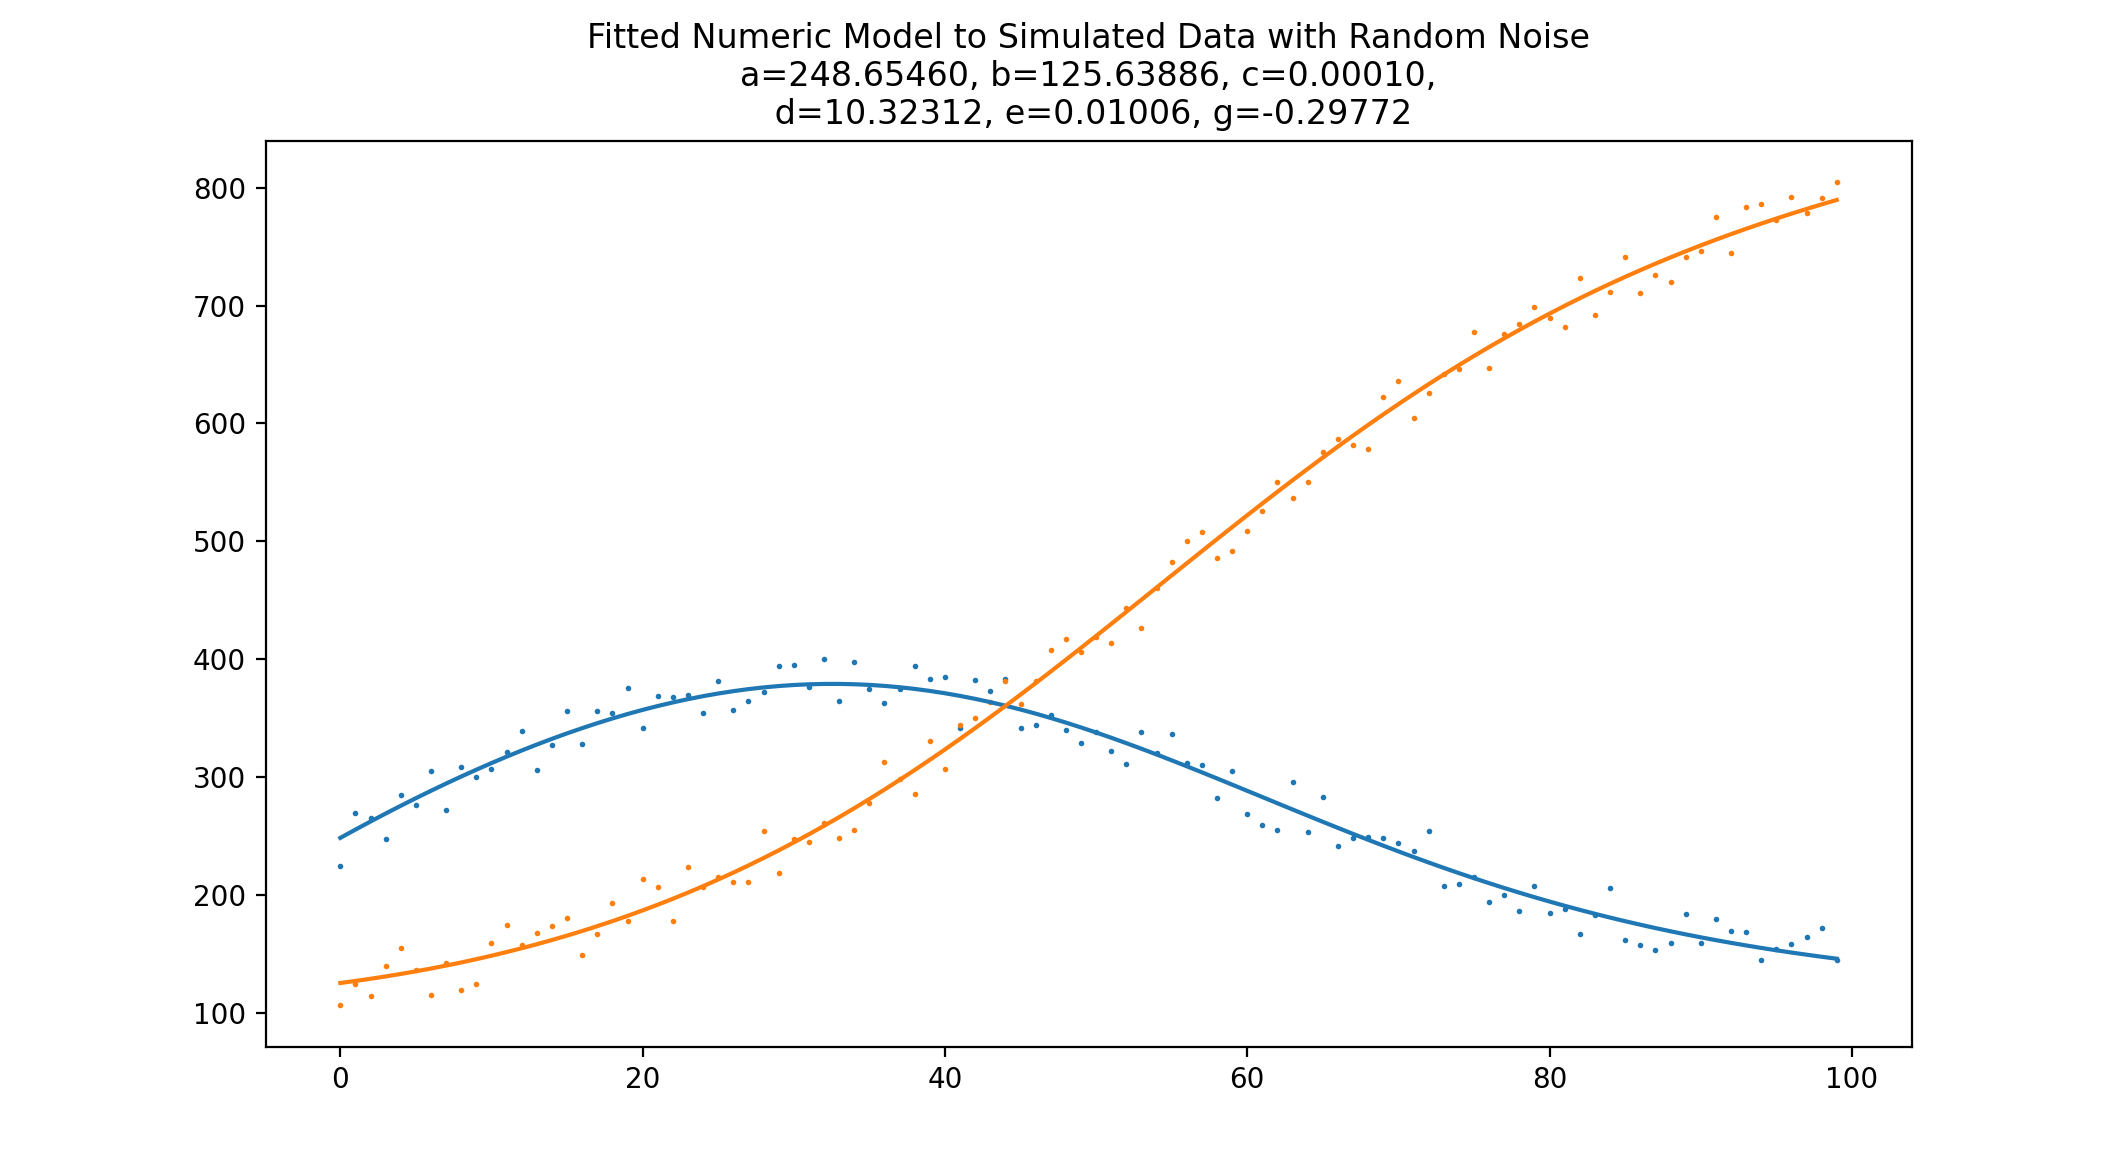 Fitted Numeric Model to Simulated Data with Random Noise
a=248.65460, b=125.63886, c=0.00010,
d=10.32312, e=0.01006, g=-0.29772
800
700
600
500
400
300
200
100
0 20 40 60 80 100